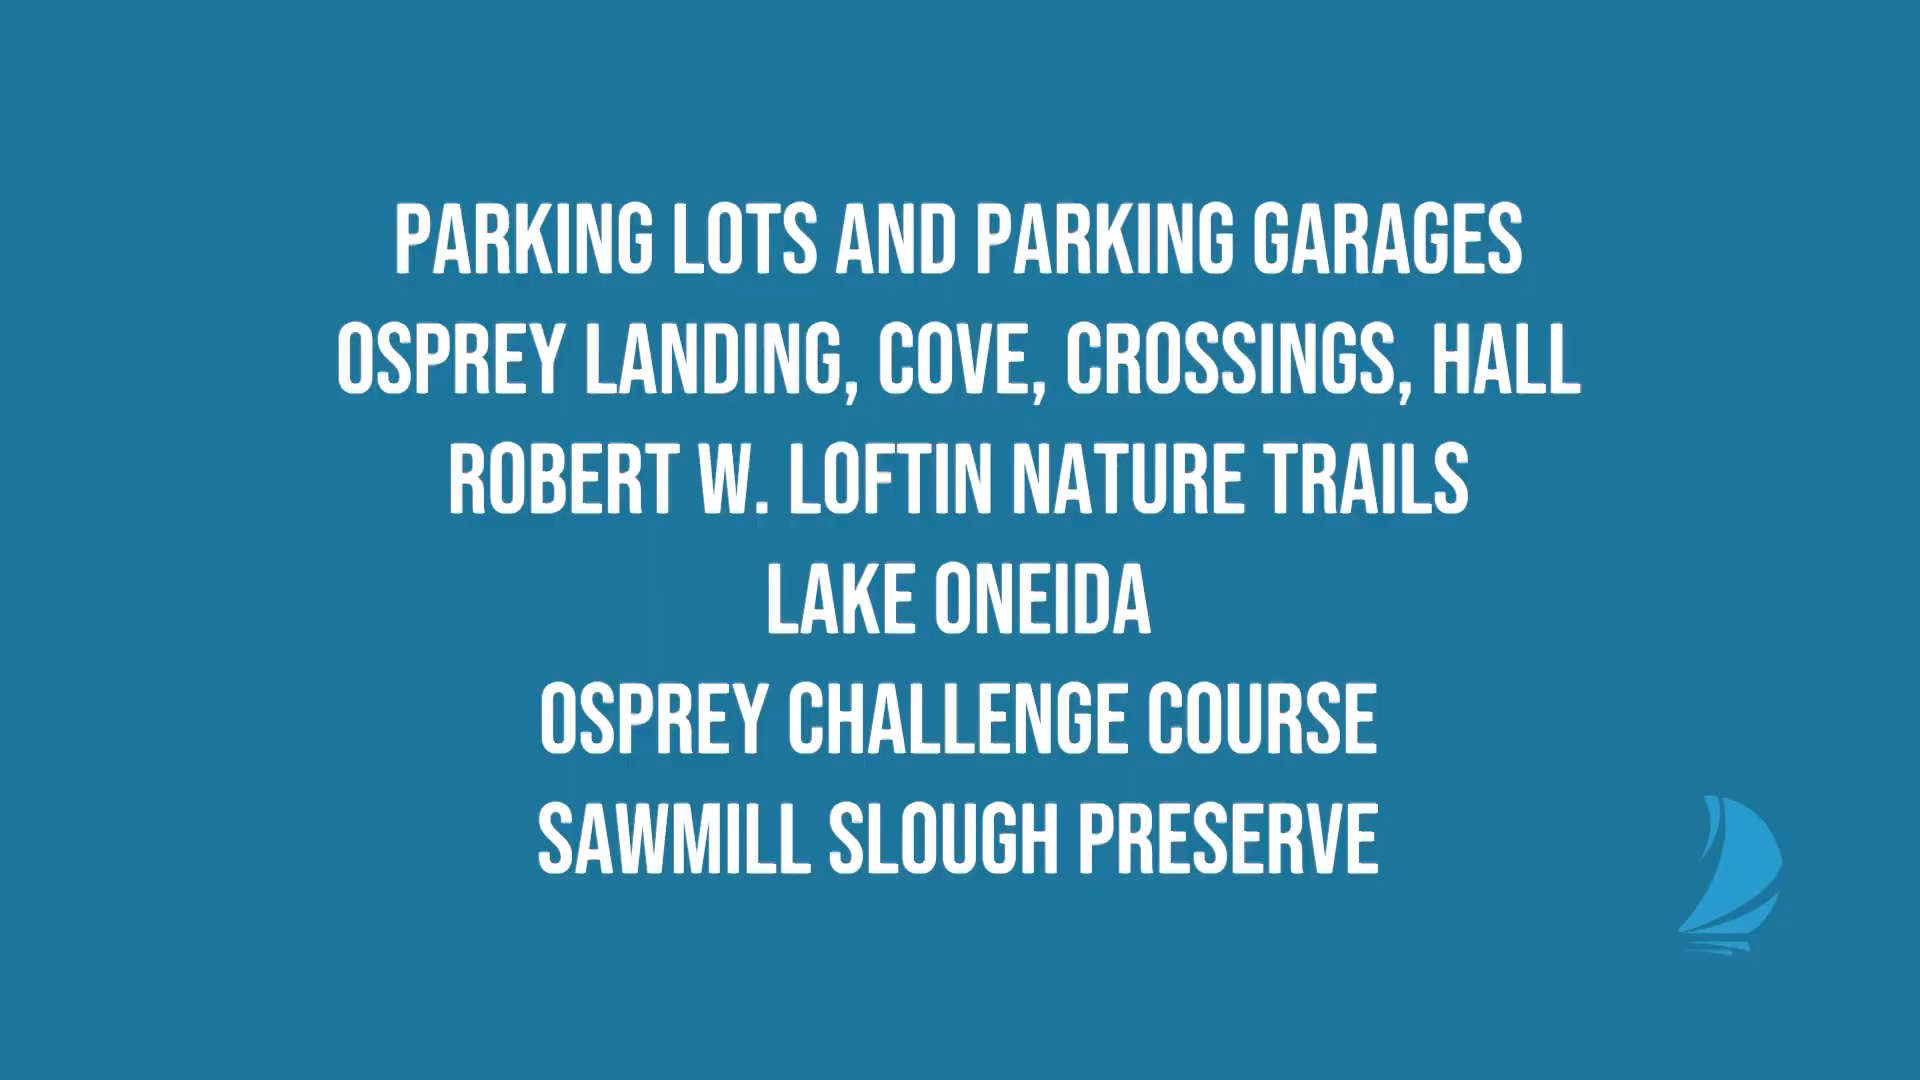 PARKING LOTS AND PARKING GARAGES
OSPREY LANDING, COVE, CROSSINGS, HALL
ROBERT W. LOFTIN NATURE TRAILS
LAKE ONEIDA
OSPREY CHALLENGE COURSE
SAWMILL SLOUGH PRESERVE